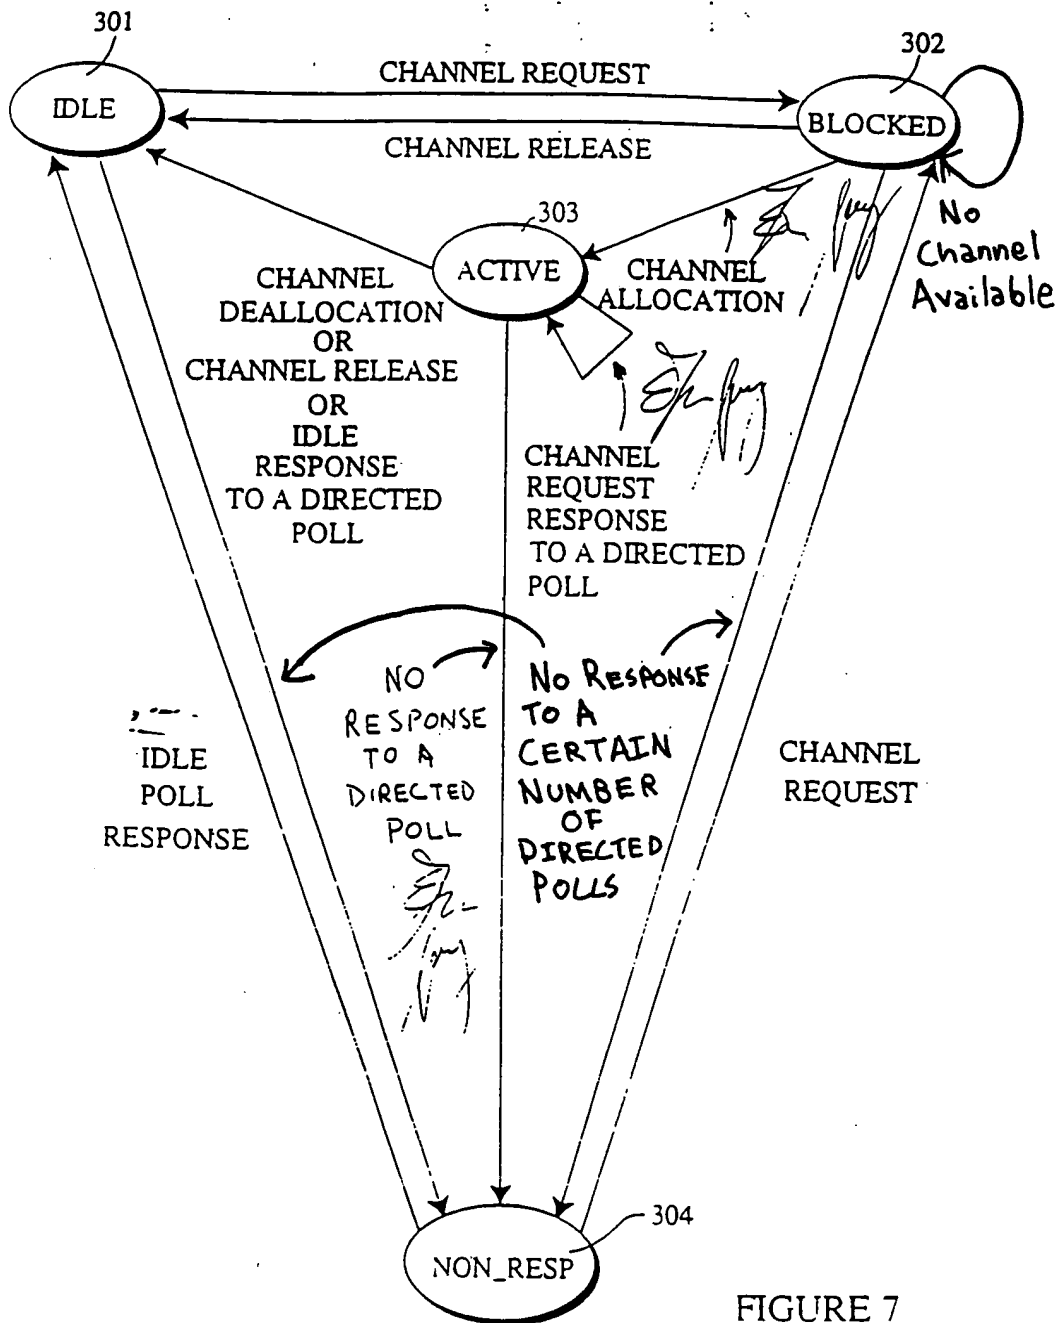 301
302
IDLE
CHANNEL REQUEST
BLOCKED
CHANNEL RELEASE
303
ACTIVE
No
Channel
Available
CHANNEL
ALLOCATION
CHANNEL
DEALLOCATION
OR
CHANNEL RELEASE
OR
IDLE
RESPONSE
TO A DIRECTED
POLL
CHANNEL
REQUEST
RESPONSE
TO A DIRECTED
POLL
NO
RESPONSE
TO A
DIRECTED
POLL
No RESPONSE
To A
CERTAIN
NUMBER
OF
DIRECTED
POLLS
IDLE
POLL
RESPONSE
CHANNEL
REQUEST
304
NON_RESP
FIGURE 7